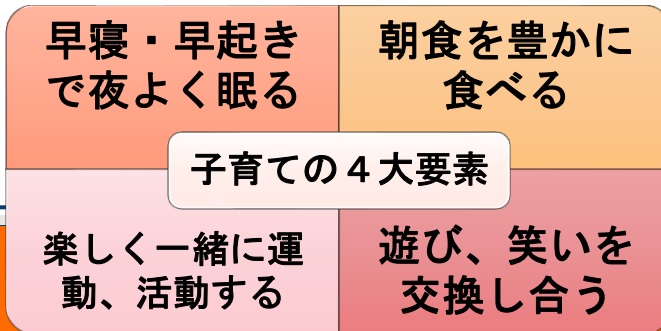 早寝・早起き
で夜よく眠る
朝食を豊かに
食べる
子育ての４大要素
楽しく一緒に運
動、活動する
遊び、笑いを
交換し合う